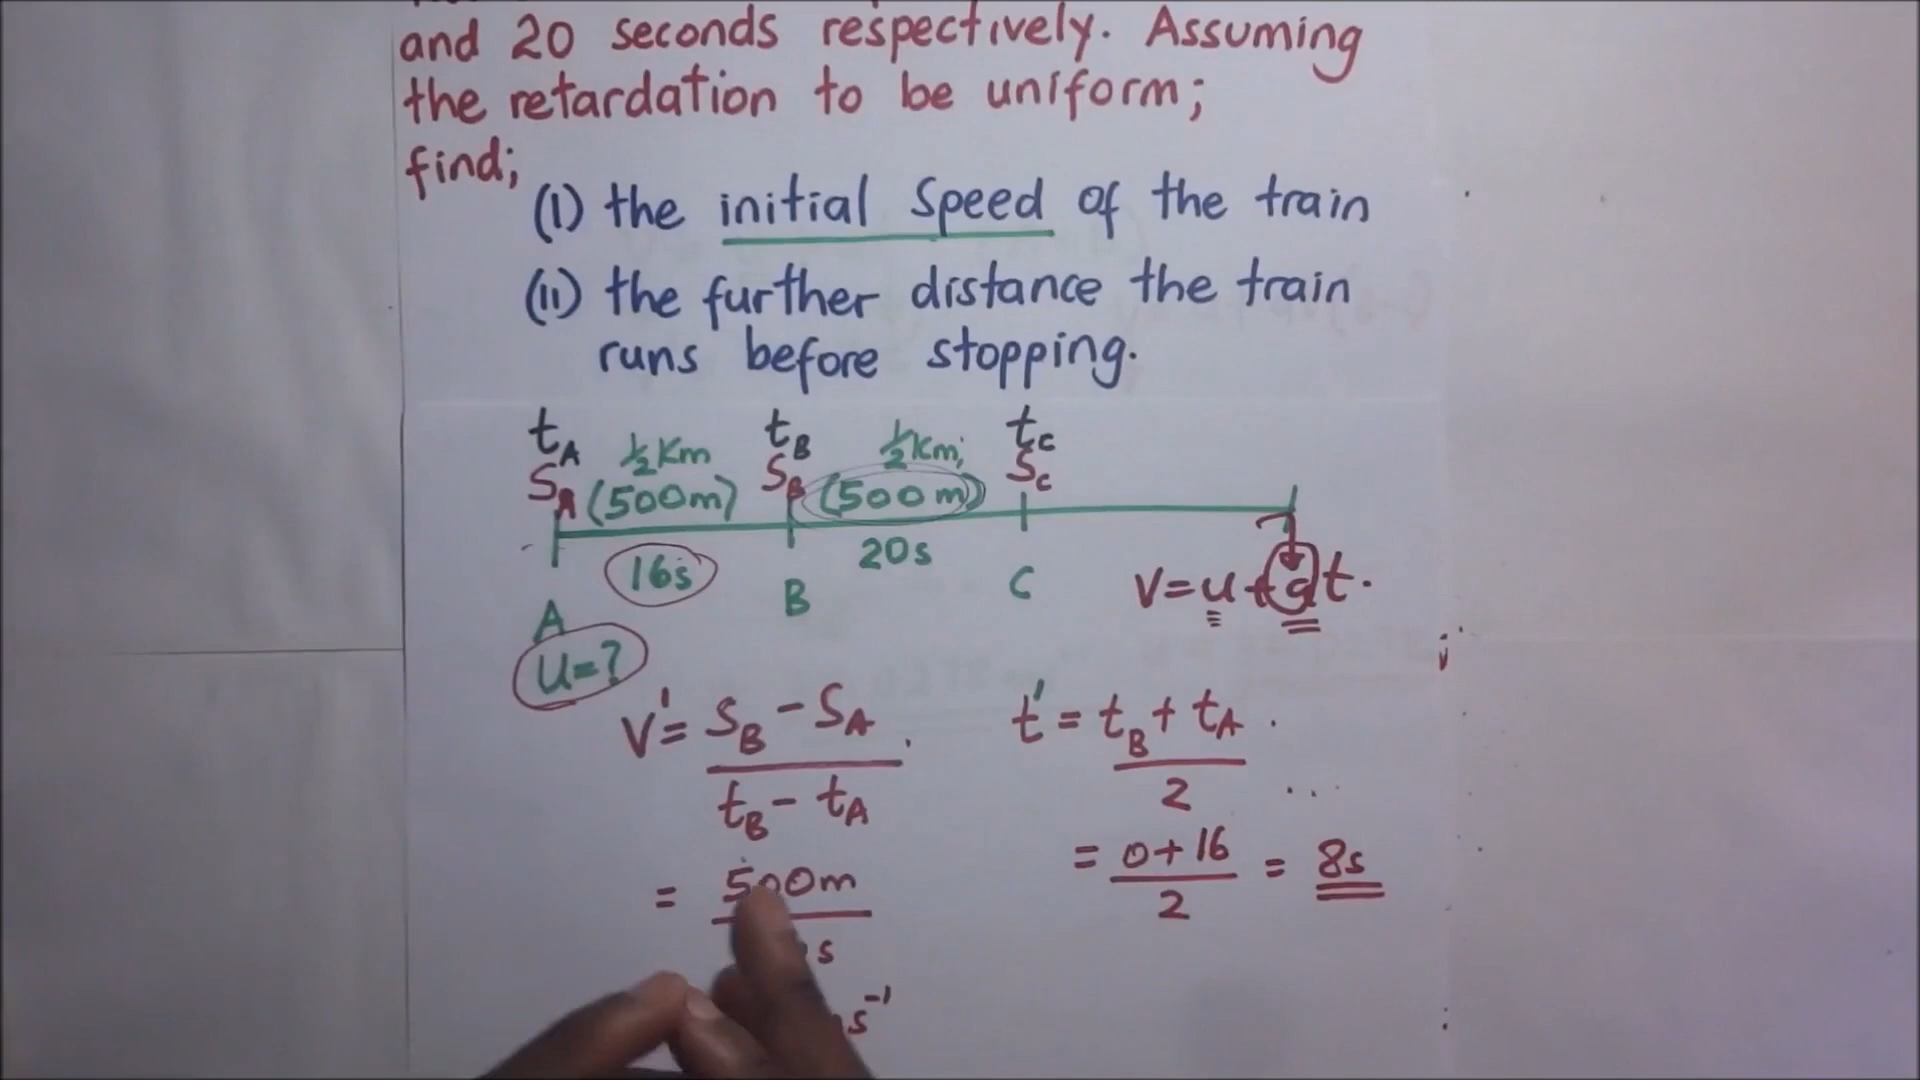 and 20 seconds respectively. Assuming
the retardation to be uniform;
find;
(i) the initial speed of the train
(ii) the further distance the train
runs before stopping.
tA ½Km tB ½Km, tC
SA (500m) SB (500m) SC
16s 20s
A B C V=u+at.
U=?
V'= SB - SA t' = tB + tA .
tB - tA 2
= 500m = 0+16 = 8s
s 2
s⁻¹